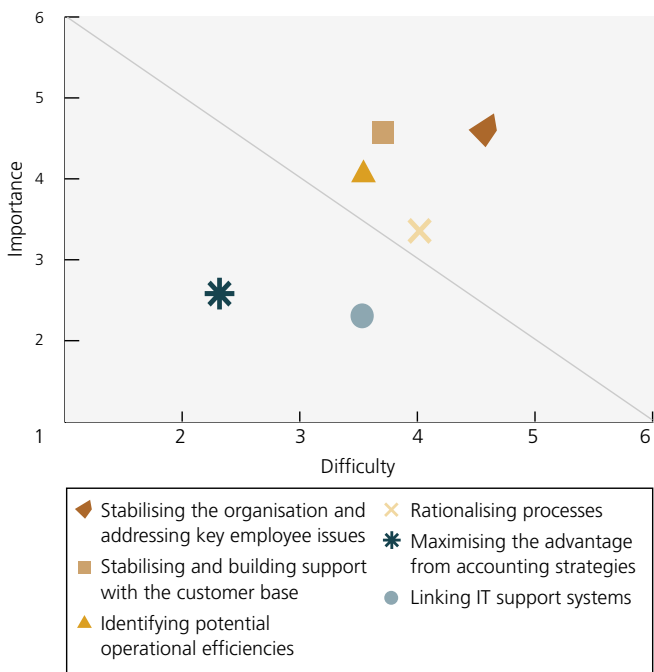 6
5
4
3
2
1
Importance
2
3
4
5
6
Difficulty
Stabilising the organisation and
addressing key employee issues
Stabilising and building support
with the customer base
Identifying potential
operational efficiencies
Rationalising processes
Maximising the advantage
from accounting strategies
Linking IT support systems